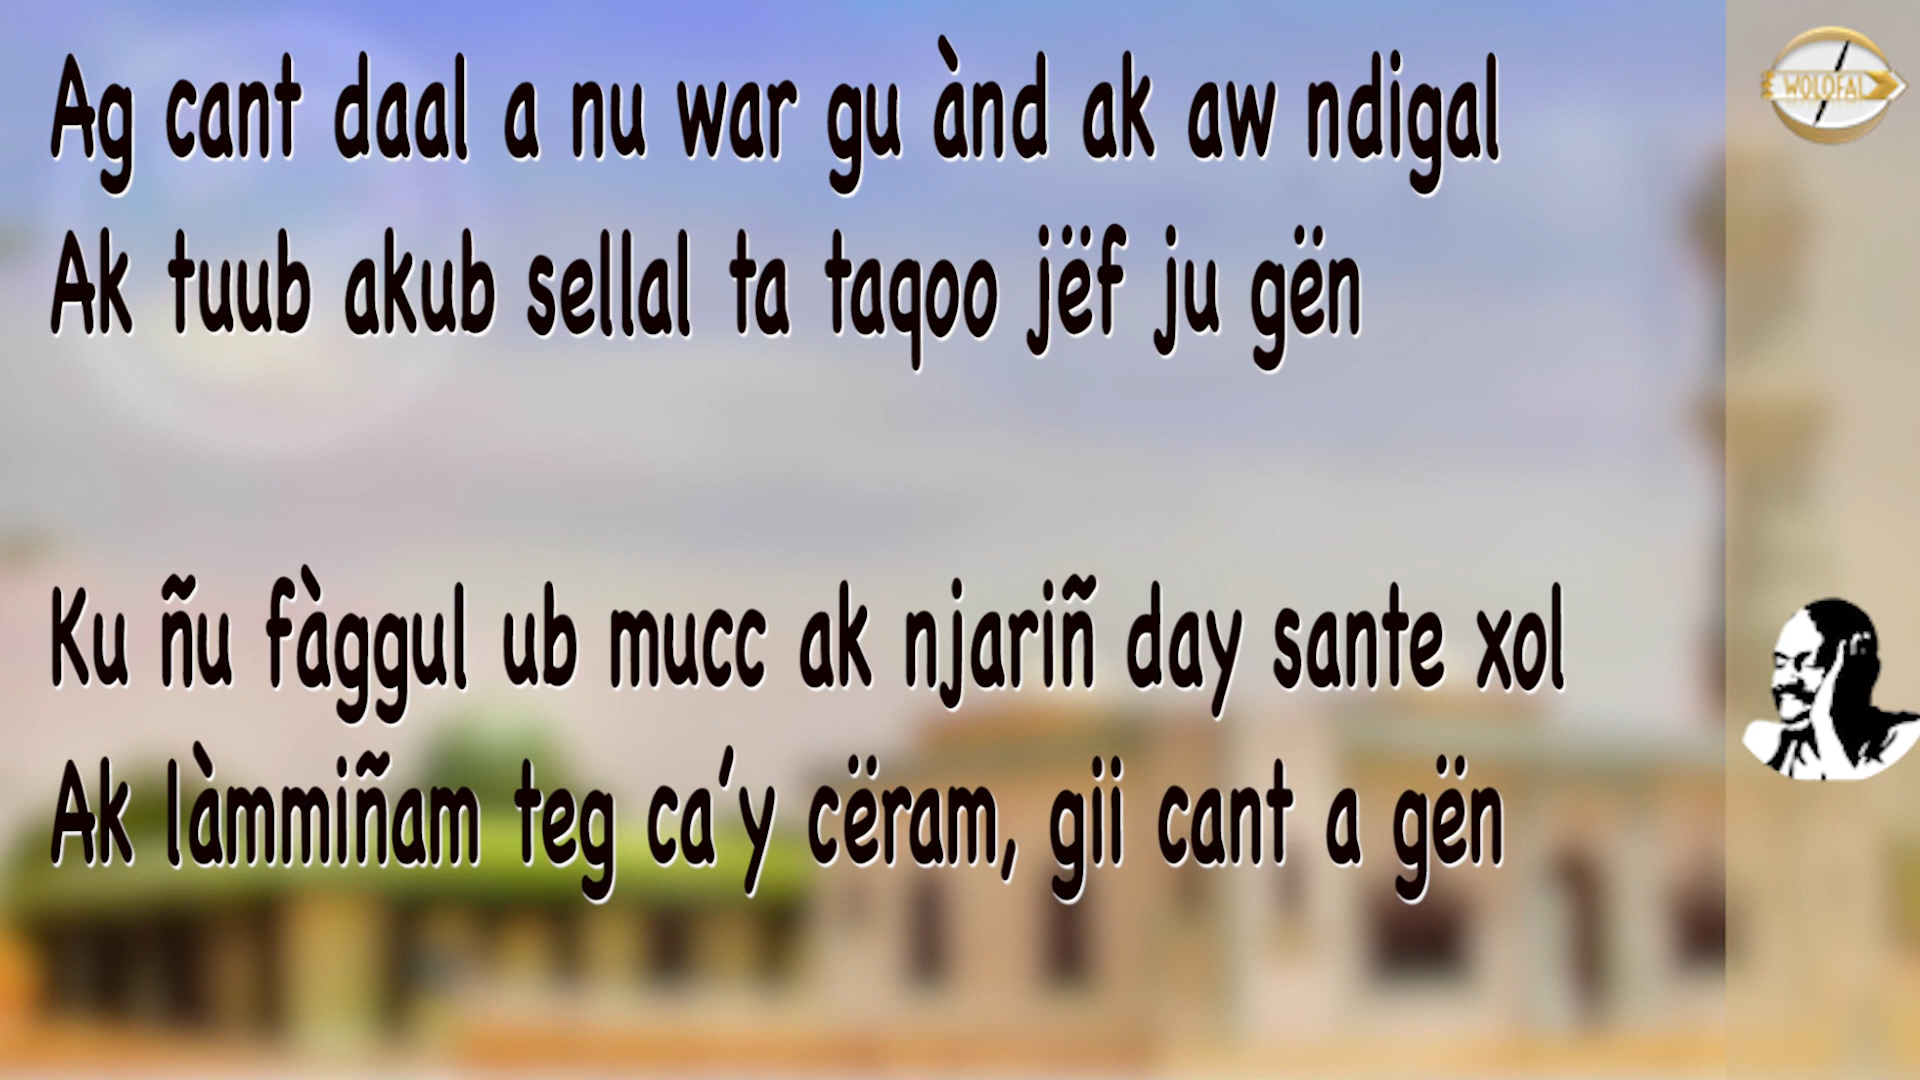 Ag cant daal a nu war gu ànd ak aw ndigal
Ak tuub akub sellal ta taqoo jëf ju gën
Ku ñu fàggul ub mucc ak njariñ day sante xol
Ak làmmiñam teg ca'y cëram, gii cant a gën
WOLOFAL